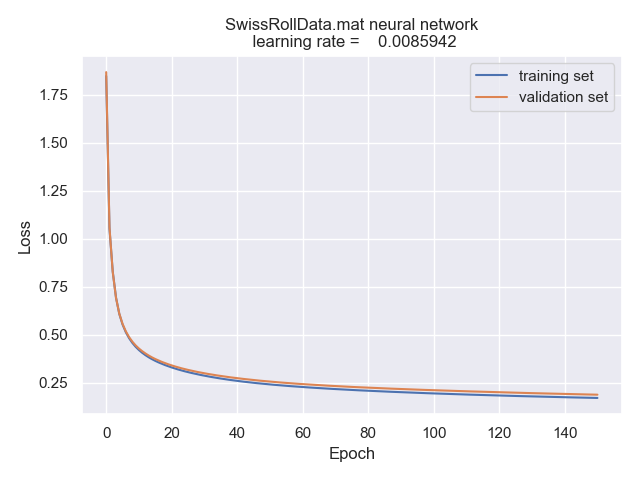 SwissRollData.mat neural network
learning rate = 0.0085942
training set
validation set
1.75
1.50
1.25
1.00
0.75
0.50
0.25
Loss
0 20 40 60 80 100 120 140
Epoch